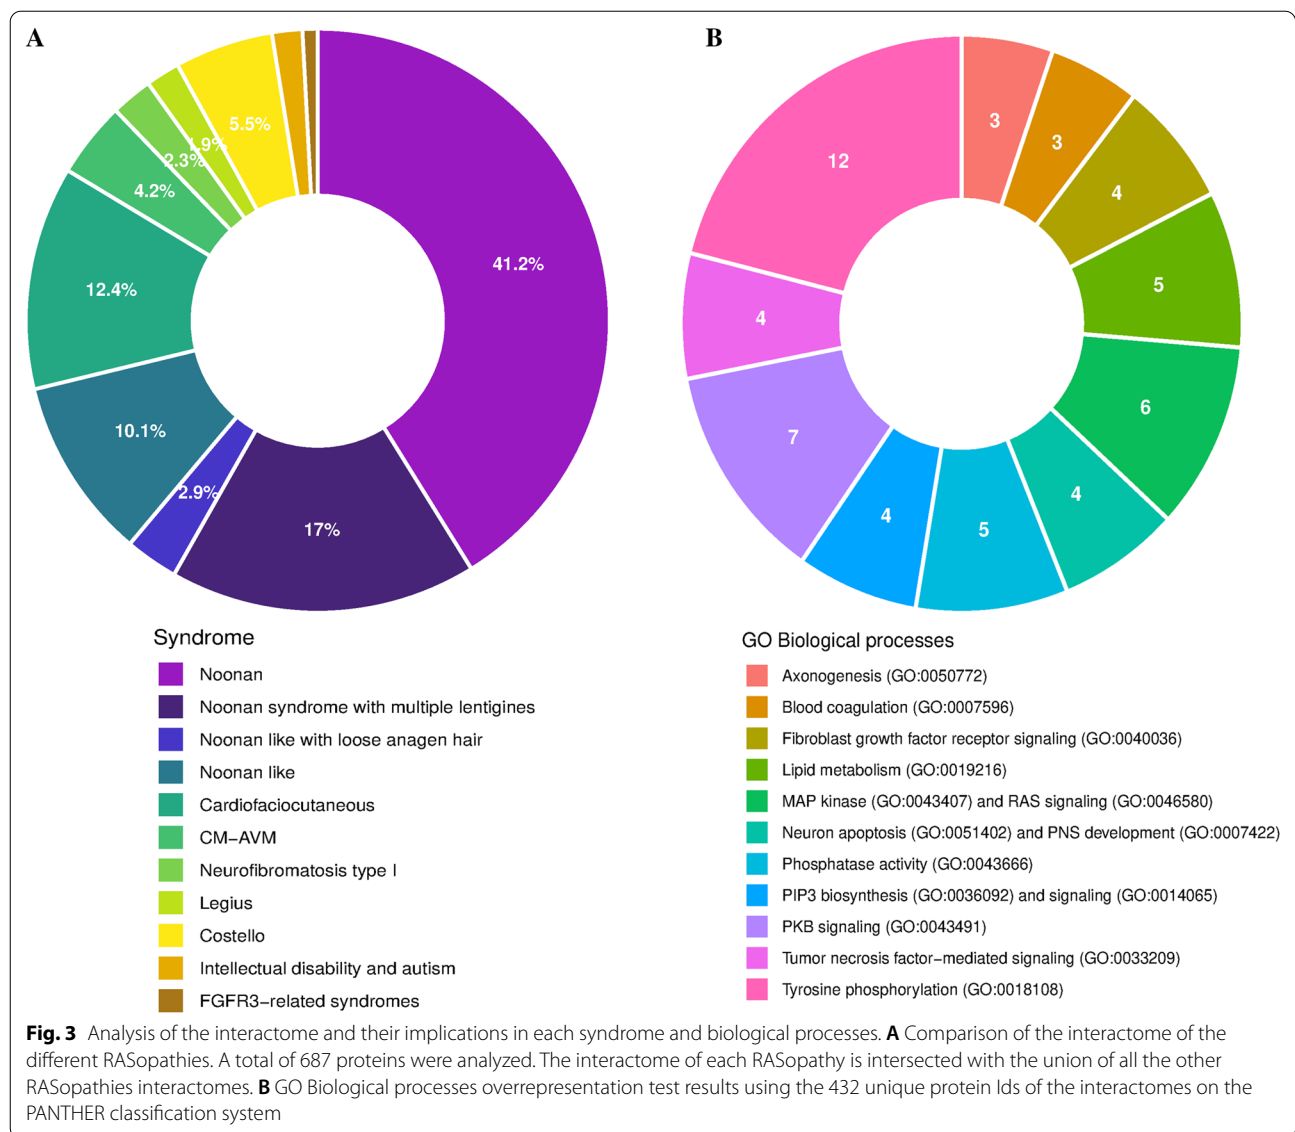 A
41.2%
17%
2.9%
10.1%
12.4%
4.2%
2.3%
1.9%
5.5%
Syndrome
Noonan
Noonan syndrome with multiple lentigines
Noonan like with loose anagen hair
Noonan like
Cardiofaciocutaneous
CM−AVM
Neurofibromatosis type I
Legius
Costello
Intellectual disability and autism
FGFR3−related syndromes
B
3
3
4
5
6
4
5
4
7
4
12
GO Biological processes
Axonogenesis (GO:0050772)
Blood coagulation (GO:0007596)
Fibroblast growth factor receptor signaling (GO:0040036)
Lipid metabolism (GO:0019216)
MAP kinase (GO:0043407) and RAS signaling (GO:0046580)
Neuron apoptosis (GO:0051402) and PNS development (GO:0007422)
Phosphatase activity (GO:0043666)
PIP3 biosynthesis (GO:0036092) and signaling (GO:0014065)
PKB signaling (GO:0043491)
Tumor necrosis factor−mediated signaling (GO:0033209)
Tyrosine phosphorylation (GO:0018108)
Fig. 3 Analysis of the interactome and their implications in each syndrome and biological processes. A Comparison of the interactome of the
different RASopathies. A total of 687 proteins were analyzed. The interactome of each RASopathy is intersected with the union of all the other
RASopathies interactomes. B GO Biological processes overrepresentation test results using the 432 unique protein Ids of the interactomes on the
PANTHER classification system